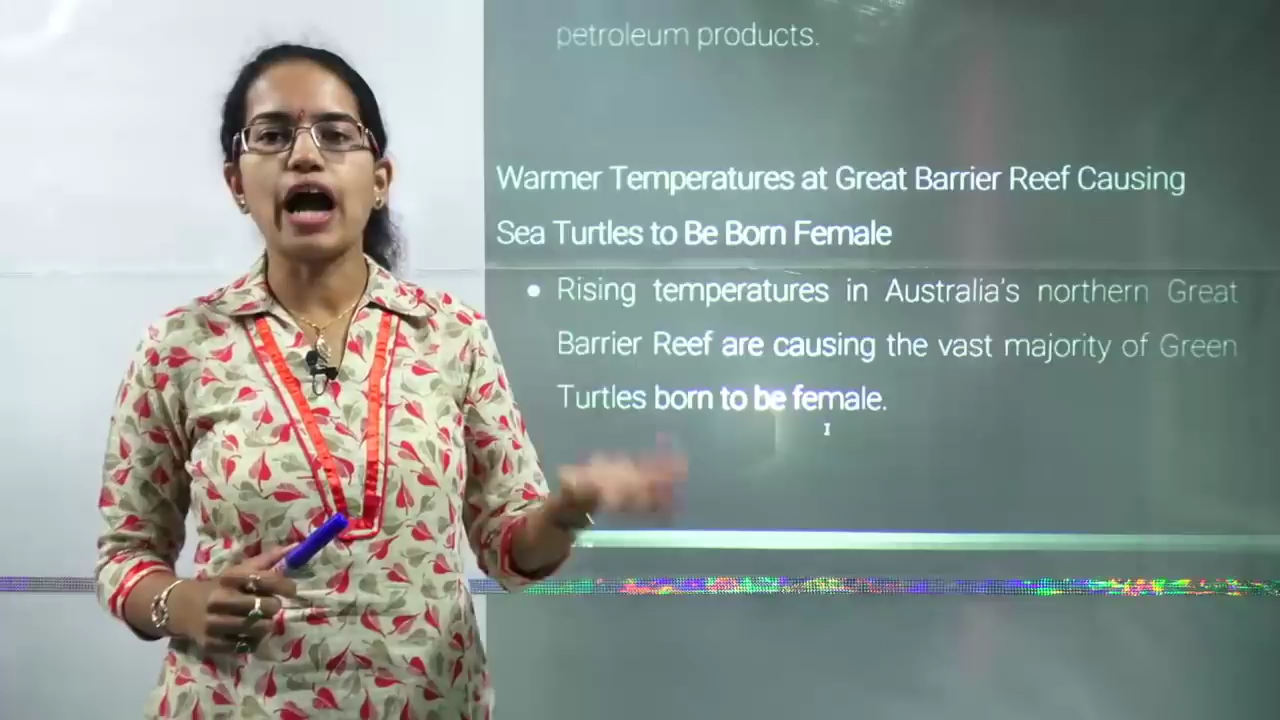 petroleum products.
Warmer Temperatures at Great Barrier Reef Causing
Sea Turtles to Be Born Female
• Rising temperatures in Australia's northern Great
Barrier Reef are causing the vast majority of Green
Turtles born to be female.